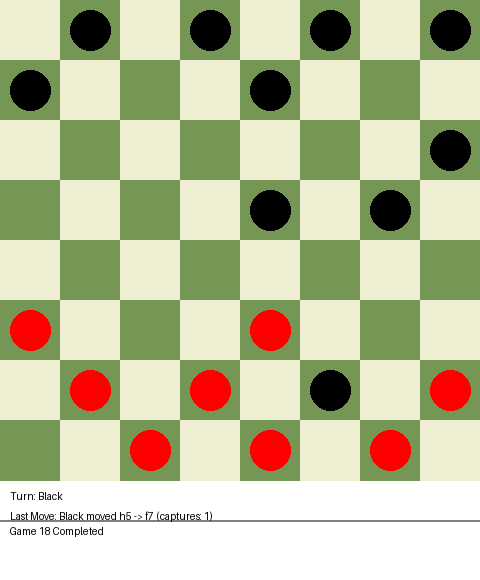 Turn: Black
Last Move: Black moved h5 -> f7 (captures: 1)
Game 18 Completed